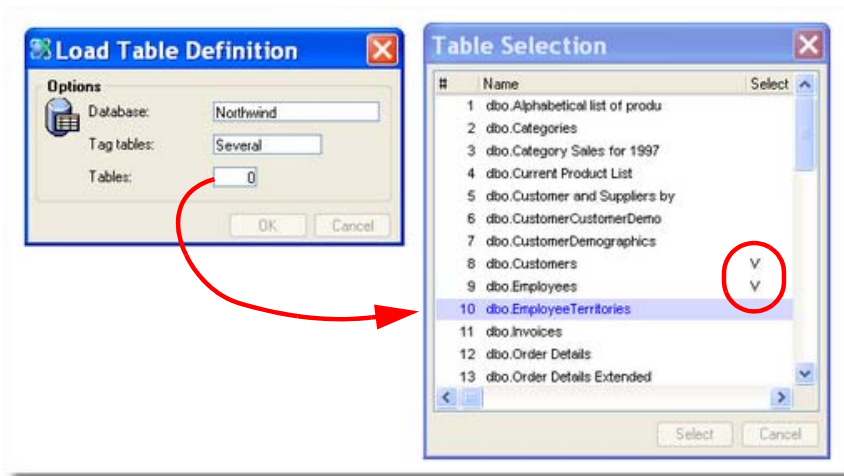 Load Table Definition
Options
Database: Northwind
Tag tables: Several
Tables: 0
OK Cancel
Table Selection
# Name Select
1 dbo.Alphabetical list of produ
2 dbo.Categories
3 dbo.Category Sales for 1997
4 dbo.Current Product List
5 dbo.Customer and Suppliers by
6 dbo.CustomerCustomerDemo
7 dbo.CustomerDemographics
8 dbo.Customers V
9 dbo.Employees V
10 dbo.EmployeeTerritories
11 dbo.Invoices
12 dbo.Order Details
13 dbo.Order Details Extended
Select Cancel